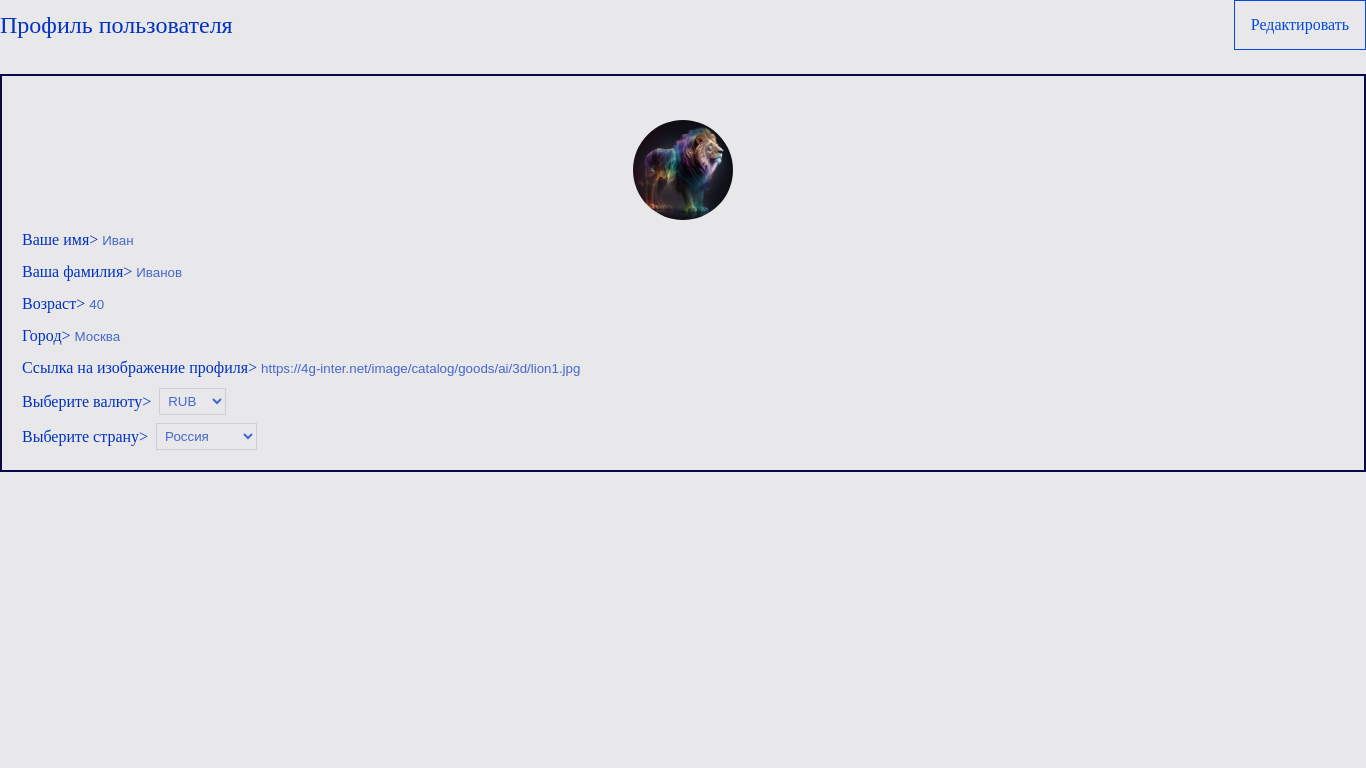 Профиль пользователя
Редактировать
Ваше имя> Иван
Ваша фамилия> Иванов
Возраст> 40
Город> Москва
Ссылка на изображение профиля> https://4g-inter.net/image/catalog/goods/ai/3d/lion1.jpg
Выберите валюту> RUB
Выберите страну> Россия